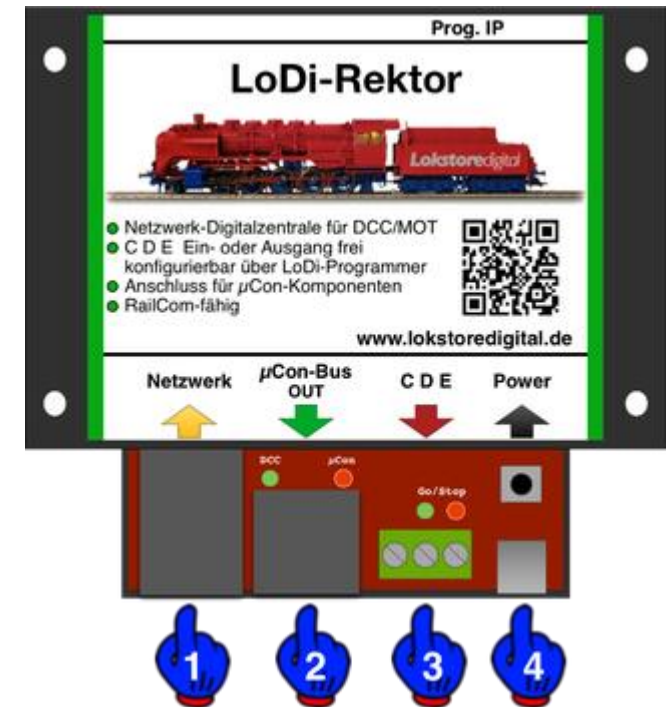 Prog. IP
LoDi-Rektor
Lokstoredigital
Netzwerk-Digitalzentrale für DCC/MOT
C D E Ein- oder Ausgang frei
konfigurierbar über LoDi-Programmer
Anschluss für µCon-Komponenten
RailCom-fähig
www.lokstoredigital.de
Netzwerk
µCon-Bus
OUT
C D E
Power
DCC
µCon
Go/Stop
1
2
3
4